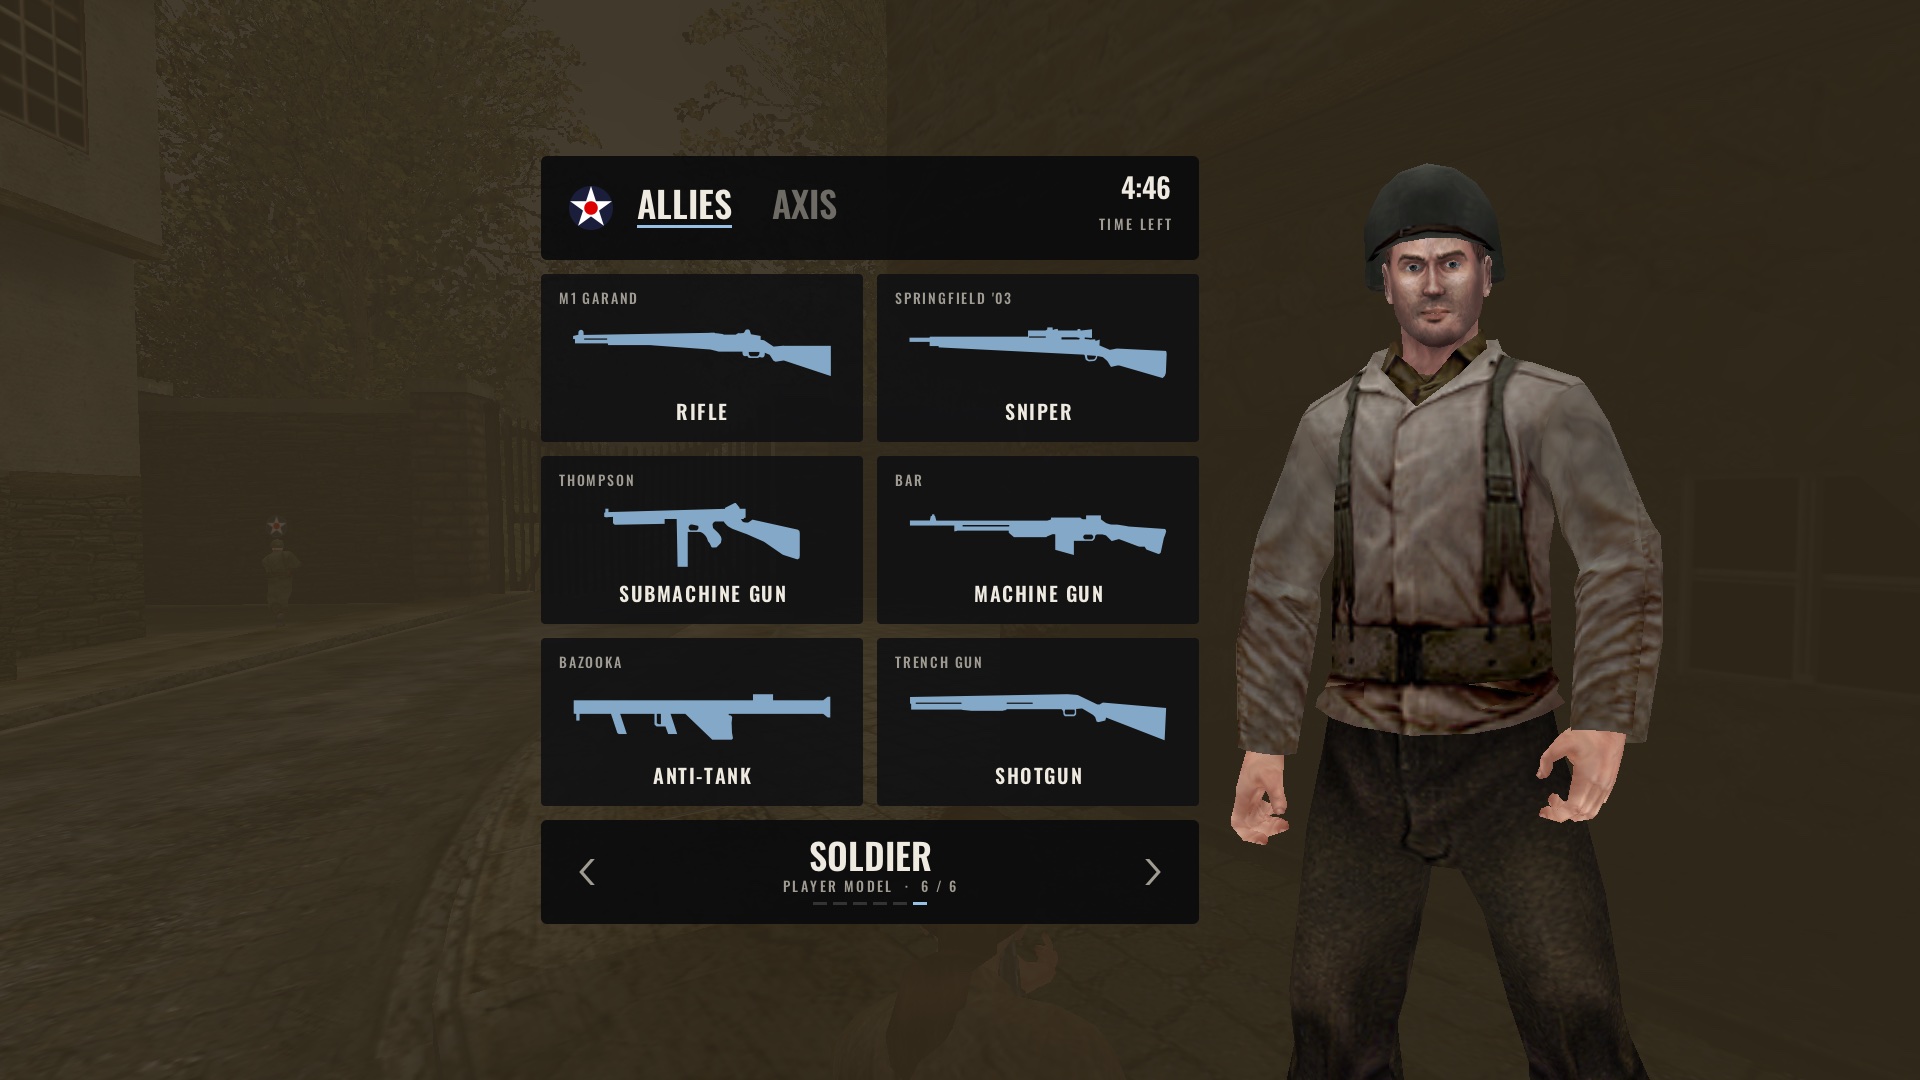 ALLIES AXIS
4:46
TIME LEFT
M1 GARAND
RIFLE
SPRINGFIELD '03
SNIPER
THOMPSON
SUBMACHINE GUN
BAR
MACHINE GUN
BAZOOKA
ANTI-TANK
TRENCH GUN
SHOTGUN
SOLDIER
PLAYER MODEL · 6 / 6